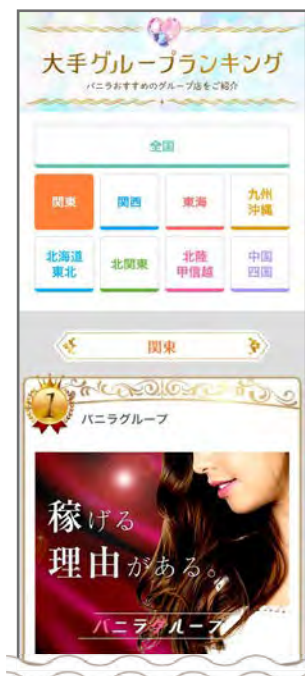 大手グループランキング
バニラおすすめのグループ店をご紹介
全国
関東
関西
東海
九州
沖縄
北海道
東北
北関東
北陸
甲信越
中国
四国
関東
1
バニラグループ
稼げる
理由がある。
バニラグループ